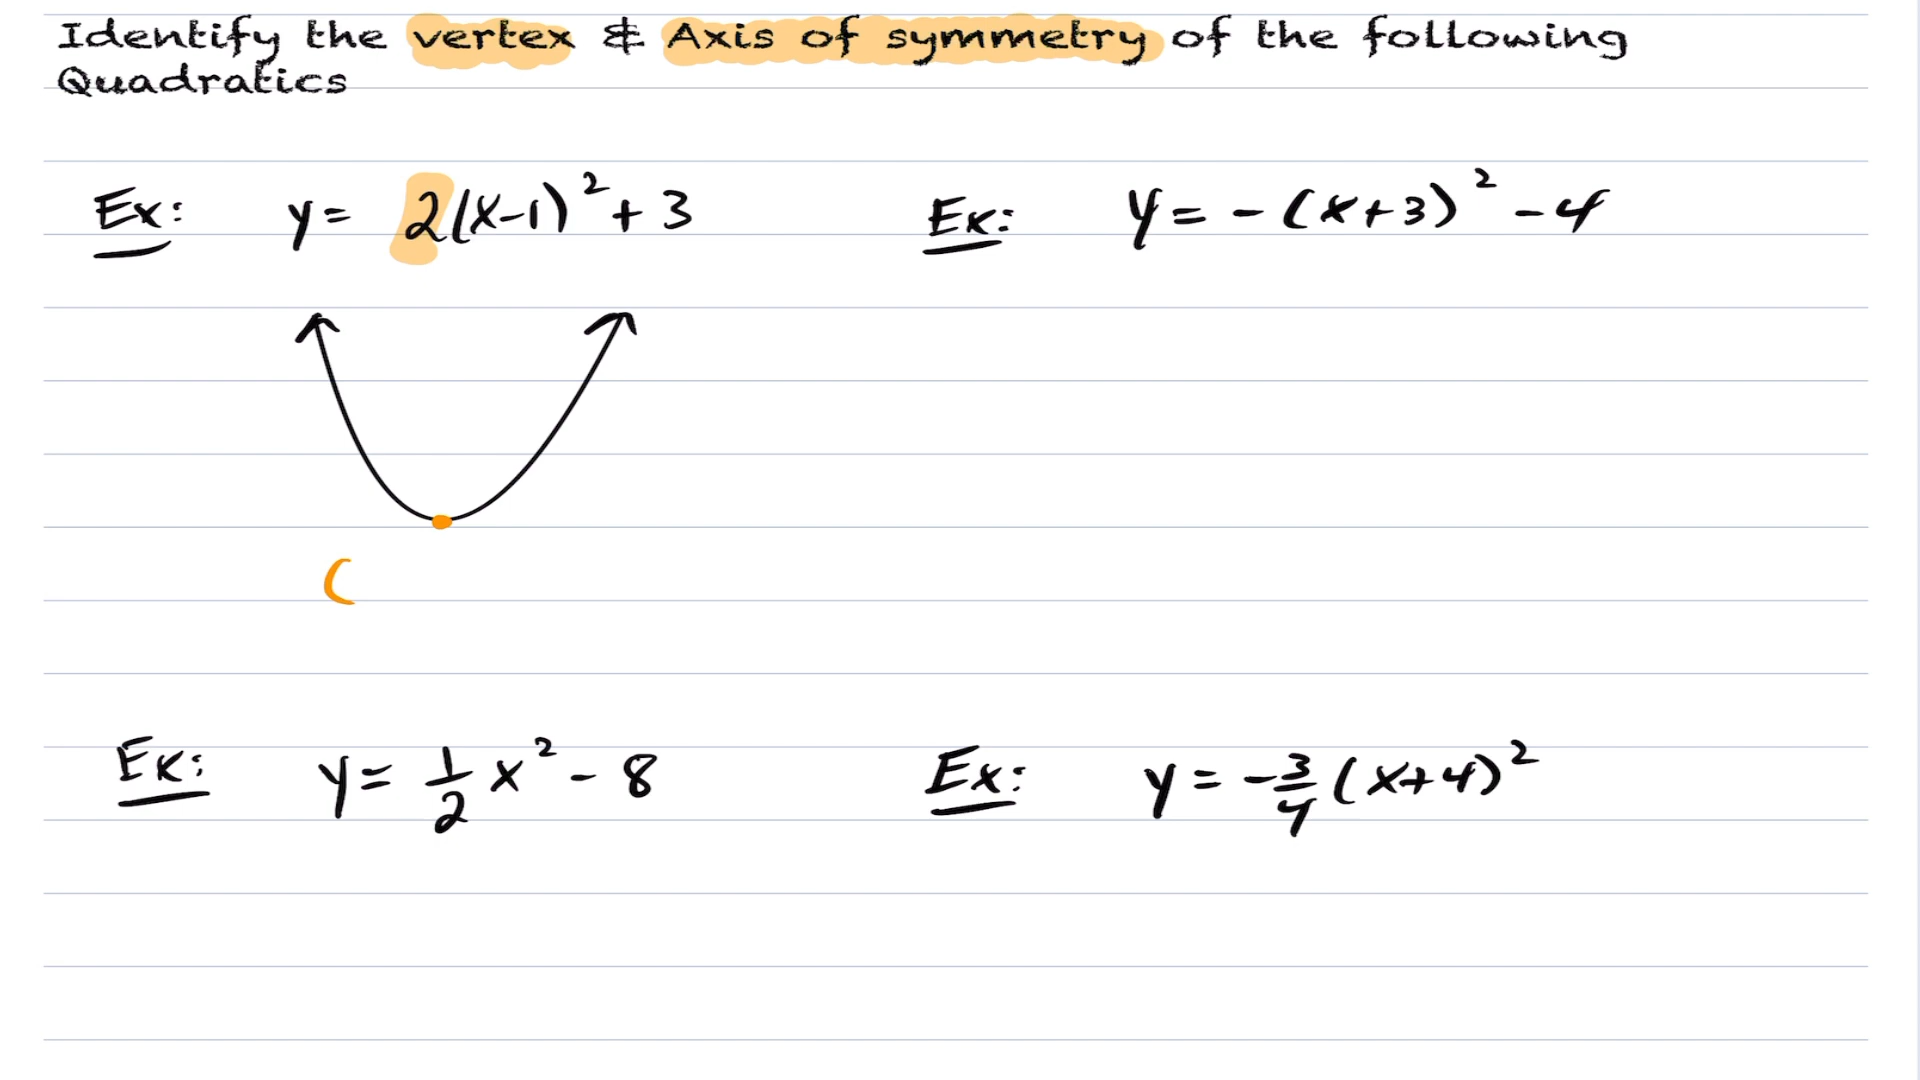 Identify the vertex & Axis of symmetry of the following
Quadratics
Ex: y = 2(x-1)² + 3
Ex: y = -(x+3)² - 4
(
Ex: y = 1/2 x² - 8
Ex: y = -3/4 (x+4)²